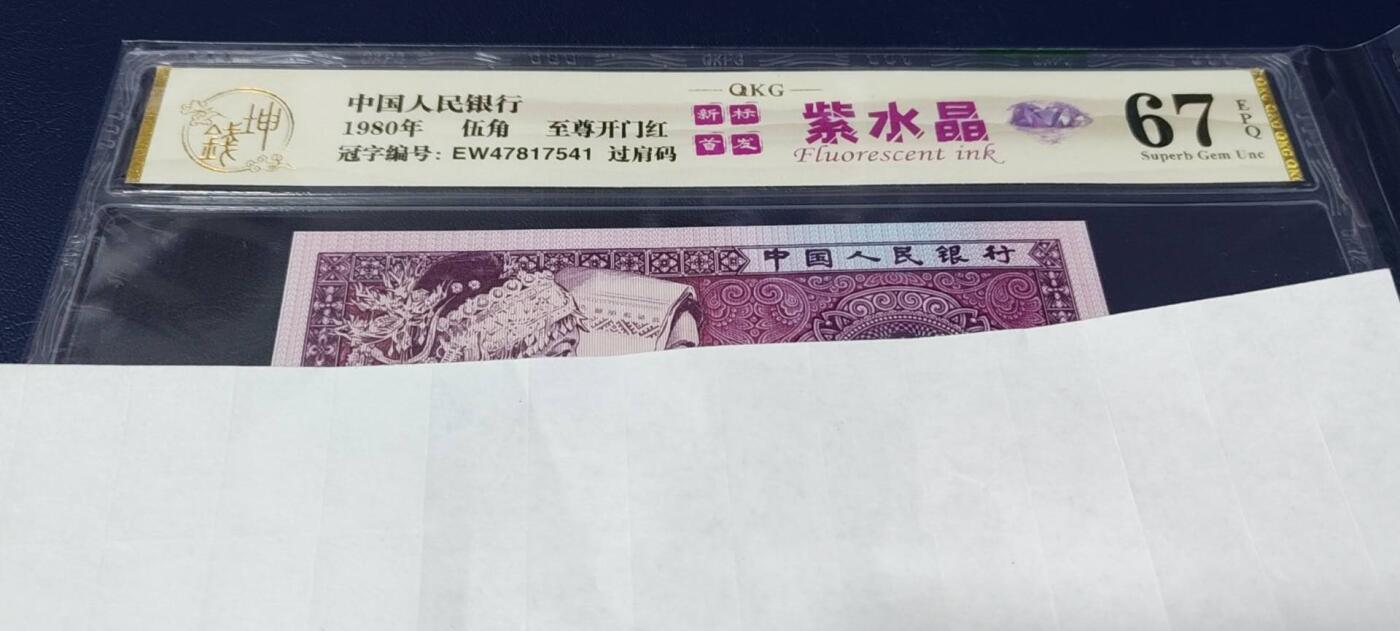 QKG
坤
錢
中国人民银行
1980年 伍角 至尊开门红
冠字编号: EW47817541 过肩码
新标
首发
紫水晶
Fluorescent ink
67
EPQ
Superb Gem Unc
中国人民银行